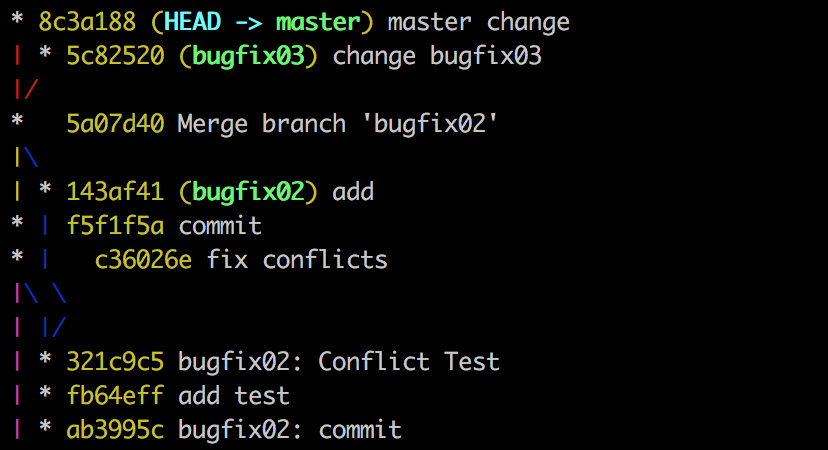 * 8c3a188 (HEAD -> master) master change
| * 5c82520 (bugfix03) change bugfix03
|/
*   5a07d40 Merge branch 'bugfix02'
|\
| * 143af41 (bugfix02) add
* | f5f1f5a commit
* |   c36026e fix conflicts
|\ \
| |/
| * 321c9c5 bugfix02: Conflict Test
| * fb64eff add test
| * ab3995c bugfix02: commit